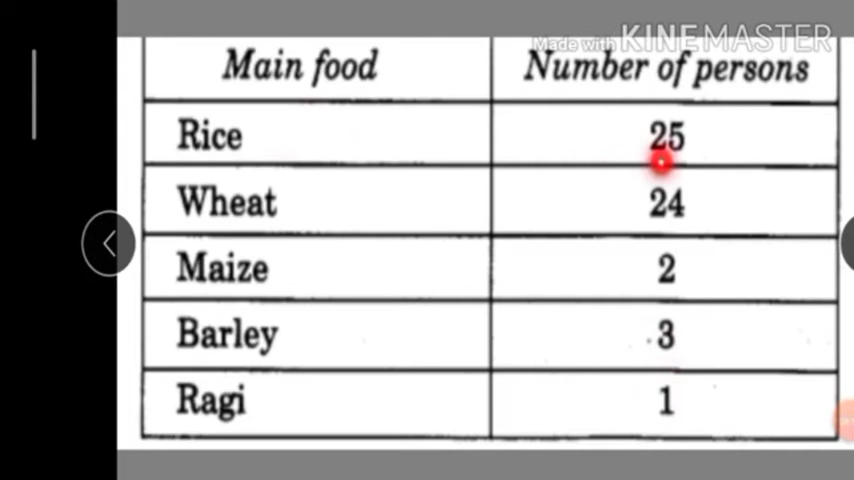 Made with KINEMASTER
Main food Number of persons
Rice 25
Wheat 24
Maize 2
Barley 3
Ragi 1